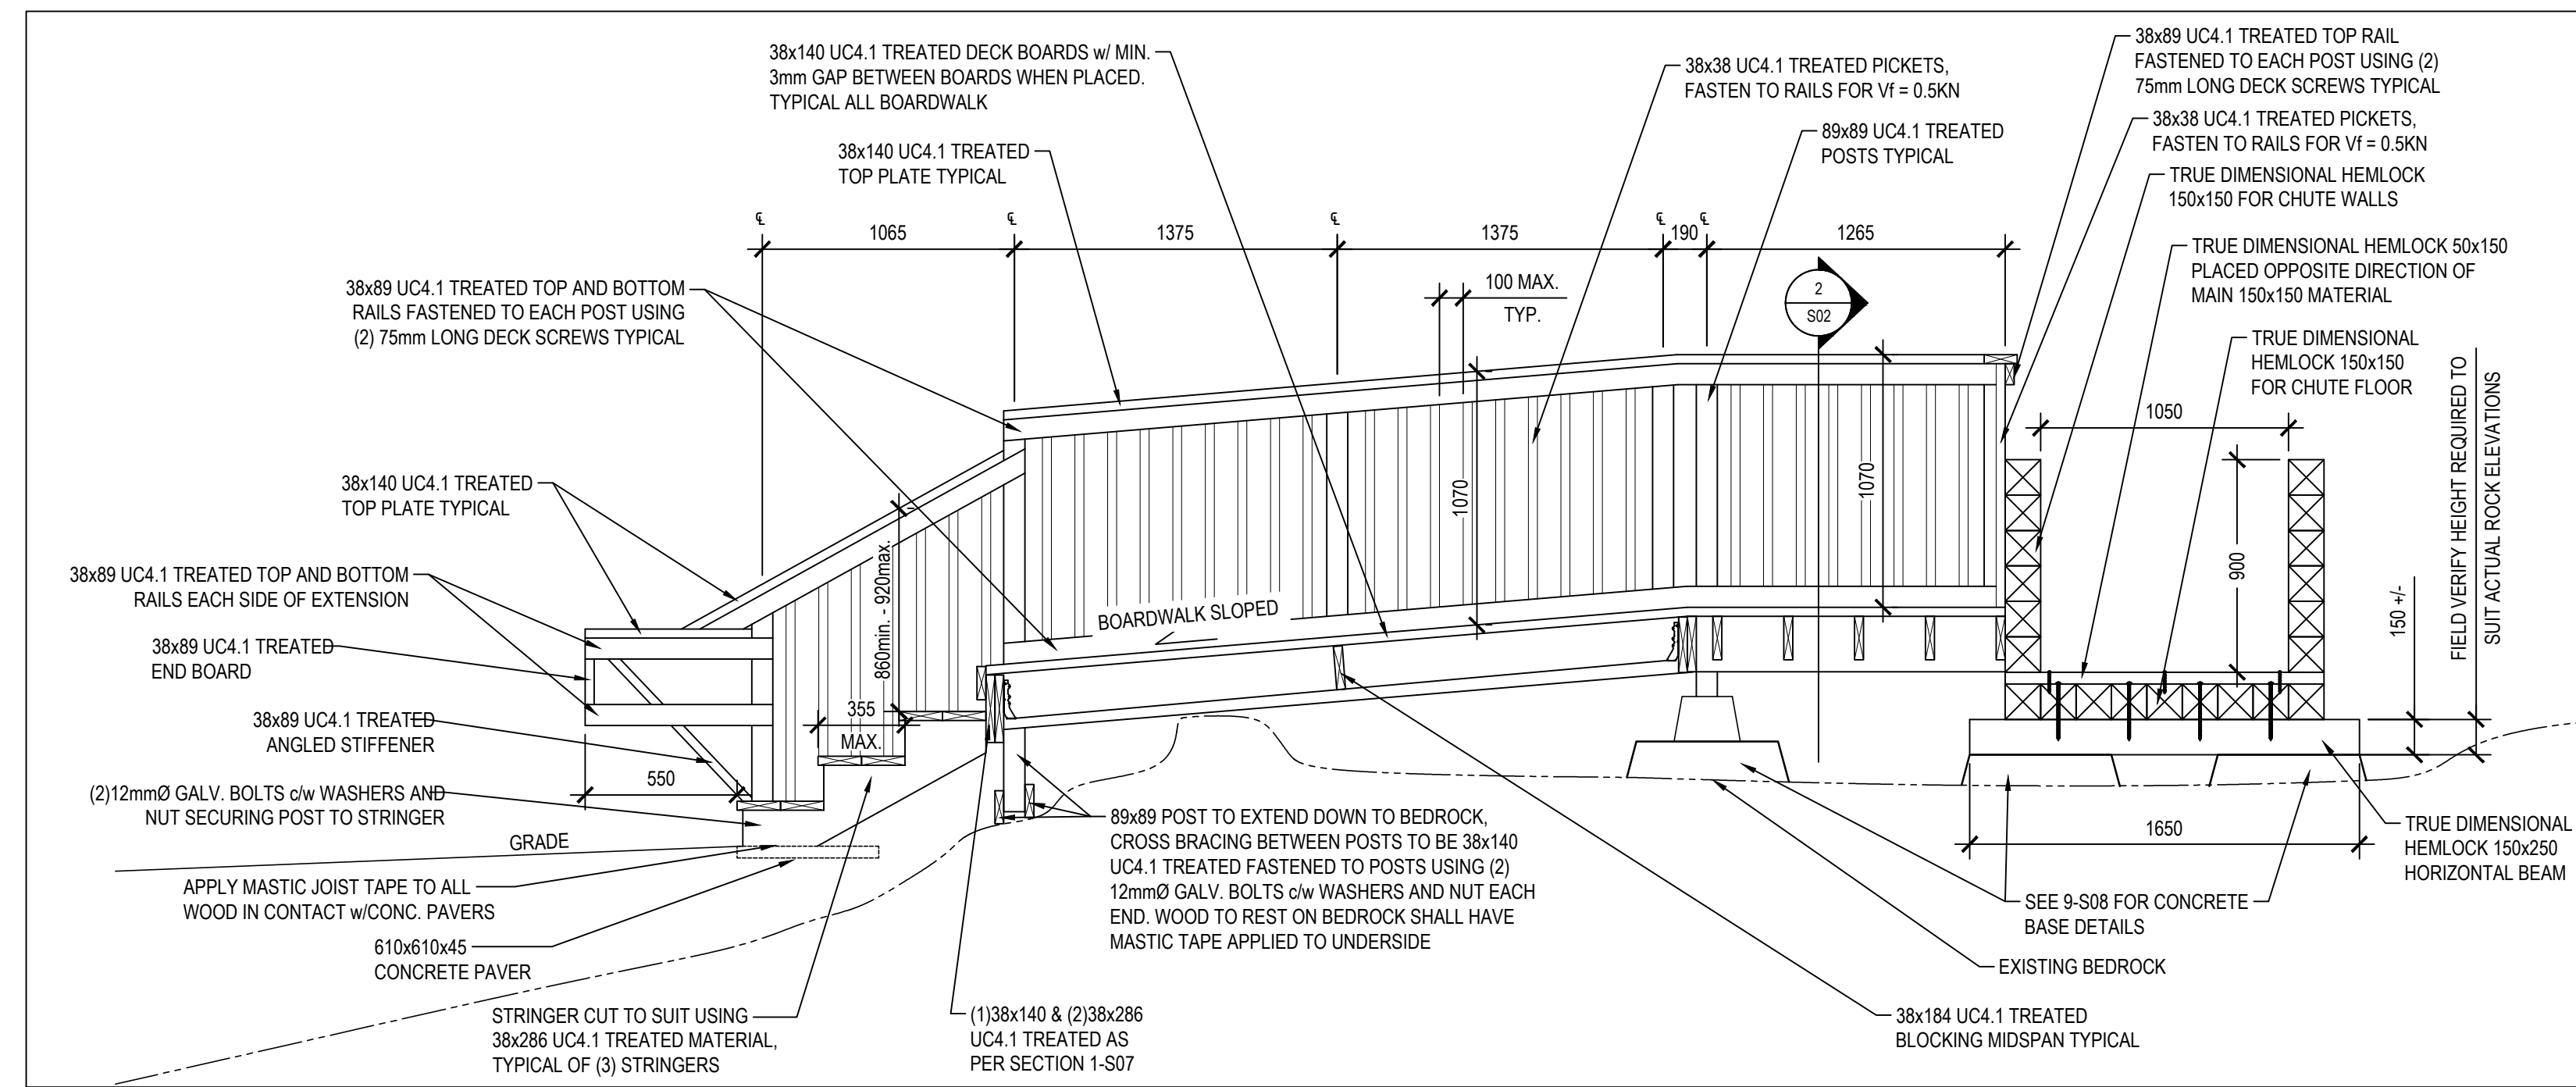 38x140 UC4.1 TREATED DECK BOARDS w/ MIN.
3mm GAP BETWEEN BOARDS WHEN PLACED.
TYPICAL ALL BOARDWALK
38x140 UC4.1 TREATED
TOP PLATE TYPICAL
38x38 UC4.1 TREATED PICKETS,
FASTEN TO RAILS FOR Vf = 0.5KN
89x89 UC4.1 TREATED
POSTS TYPICAL
38x89 UC4.1 TREATED TOP RAIL
FASTENED TO EACH POST USING (2)
75mm LONG DECK SCREWS TYPICAL
38x38 UC4.1 TREATED PICKETS,
FASTEN TO RAILS FOR Vf = 0.5KN
TRUE DIMENSIONAL HEMLOCK
150x150 FOR CHUTE WALLS
TRUE DIMENSIONAL HEMLOCK 50x150
PLACED OPPOSITE DIRECTION OF
MAIN 150x150 MATERIAL
TRUE DIMENSIONAL
HEMLOCK 150x150
FOR CHUTE FLOOR
FIELD VERIFY HEIGHT REQUIRED TO
SUIT ACTUAL ROCK ELEVATIONS
℄ ℄ ℄ ℄ ℄
1065 1375 1375 190 1265
100 MAX.
TYP.
2
S02
38x89 UC4.1 TREATED TOP AND BOTTOM
RAILS FASTENED TO EACH POST USING
(2) 75mm LONG DECK SCREWS TYPICAL
1050
38x140 UC4.1 TREATED
TOP PLATE TYPICAL
1070
1070
900
150 +/-
860min. - 920max.
BOARDWALK SLOPED
38x89 UC4.1 TREATED TOP AND BOTTOM
RAILS EACH SIDE OF EXTENSION
38x89 UC4.1 TREATED
END BOARD
38x89 UC4.1 TREATED
ANGLED STIFFENER
355
MAX.
550
(2)12mmØ GALV. BOLTS c/w WASHERS AND
NUT SECURING POST TO STRINGER
GRADE
APPLY MASTIC JOIST TAPE TO ALL
WOOD IN CONTACT w/CONC. PAVERS
610x610x45
CONCRETE PAVER
STRINGER CUT TO SUIT USING
38x286 UC4.1 TREATED MATERIAL,
TYPICAL OF (3) STRINGERS
(1)38x140 & (2)38x286
UC4.1 TREATED AS
PER SECTION 1-S07
89x89 POST TO EXTEND DOWN TO BEDROCK,
CROSS BRACING BETWEEN POSTS TO BE 38x140
UC4.1 TREATED FASTENED TO POSTS USING (2)
12mmØ GALV. BOLTS c/w WASHERS AND NUT EACH
END. WOOD TO REST ON BEDROCK SHALL HAVE
MASTIC TAPE APPLIED TO UNDERSIDE
1650
TRUE DIMENSIONAL
HEMLOCK 150x250
HORIZONTAL BEAM
SEE 9-S08 FOR CONCRETE
BASE DETAILS
EXISTING BEDROCK
38x184 UC4.1 TREATED
BLOCKING MIDSPAN TYPICAL